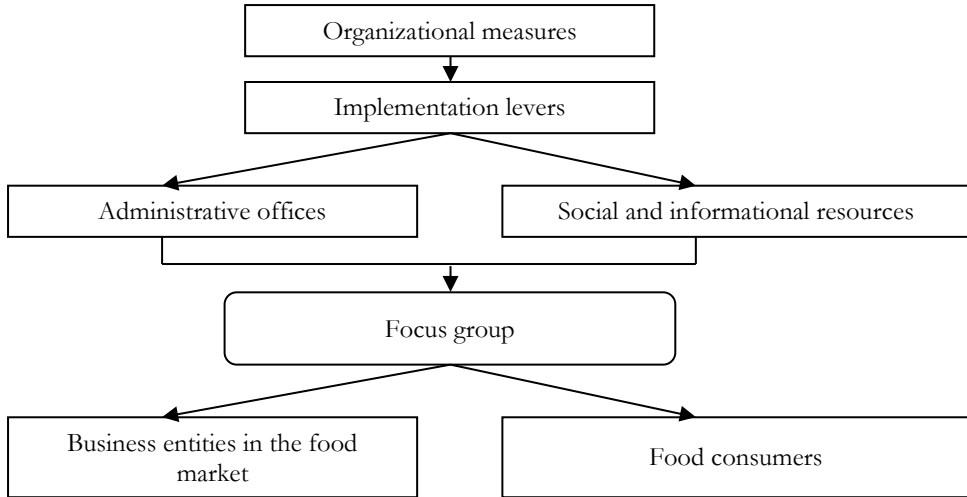 Organizational measures
Implementation levers
Administrative offices
Social and informational resources
Focus group
Business entities in the food
market
Food consumers